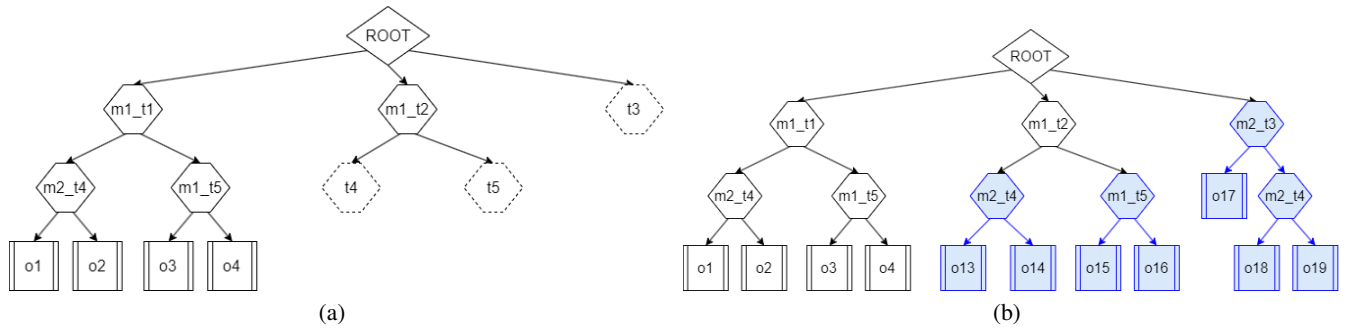 ROOT
m1_t1
m1_t2
t3
m2_t4
m1_t5
t4
t5
o1
o2
o3
o4
(a)
ROOT
m1_t1
m1_t2
m2_t3
m2_t4
m1_t5
m2_t4
m1_t5
o17
m2_t4
o1
o2
o3
o4
o13
o14
o15
o16
o18
o19
(b)